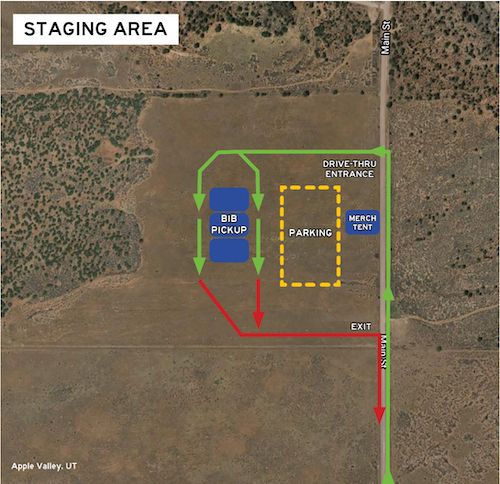 STAGING AREA
Main St
DRIVE-THRU
ENTRANCE
BIB
PICKUP
PARKING
MERCH
TENT
EXIT
Main St
Apple Valley, UT